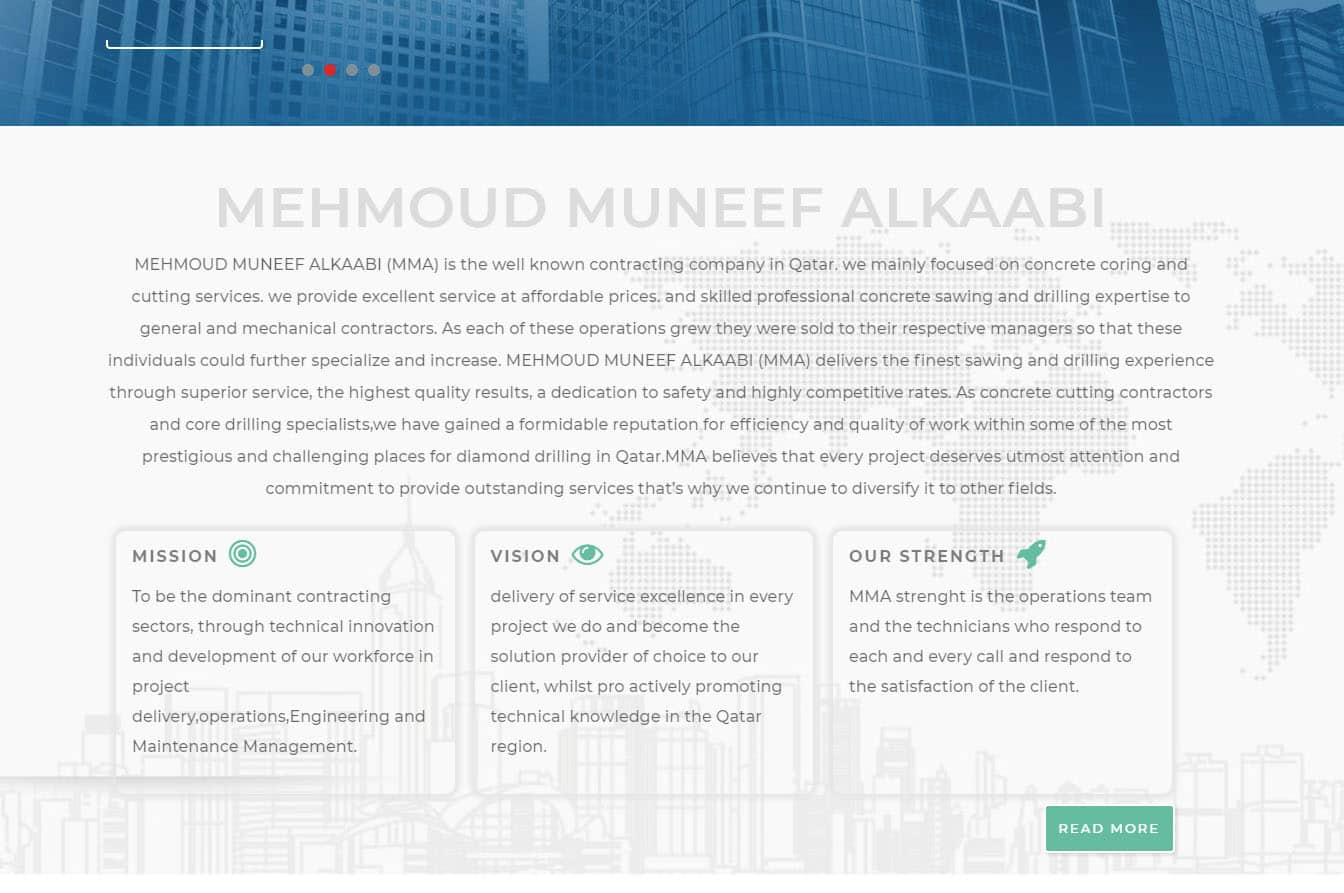 MEHMOUD MUNEEF ALKAABI
MEHMOUD MUNEEF ALKAABI (MMA) is the well known contracting company in Qatar. we mainly focused on concrete coring and
cutting services. we provide excellent service at affordable prices. and skilled professional concrete sawing and drilling expertise to
general and mechanical contractors. As each of these operations grew they were sold to their respective managers so that these
individuals could further specialize and increase. MEHMOUD MUNEEF ALKAABI (MMA) delivers the finest sawing and drilling experience
through superior service, the highest quality results, a dedication to safety and highly competitive rates. As concrete cutting contractors
and core drilling specialists,we have gained a formidable reputation for efficiency and quality of work within some of the most
prestigious and challenging places for diamond drilling in Qatar.MMA believes that every project deserves utmost attention and
commitment to provide outstanding services that's why we continue to diversify it to other fields.
MISSION
To be the dominant contracting
sectors, through technical innovation
and development of our workforce in
project
delivery,operations,Engineering and
Maintenance Management.
VISION
delivery of service excellence in every
project we do and become the
solution provider of choice to our
client, whilst pro actively promoting
technical knowledge in the Qatar
region.
OUR STRENGTH
MMA strenght is the operations team
and the technicians who respond to
each and every call and respond to
the satisfaction of the client.
READ MORE